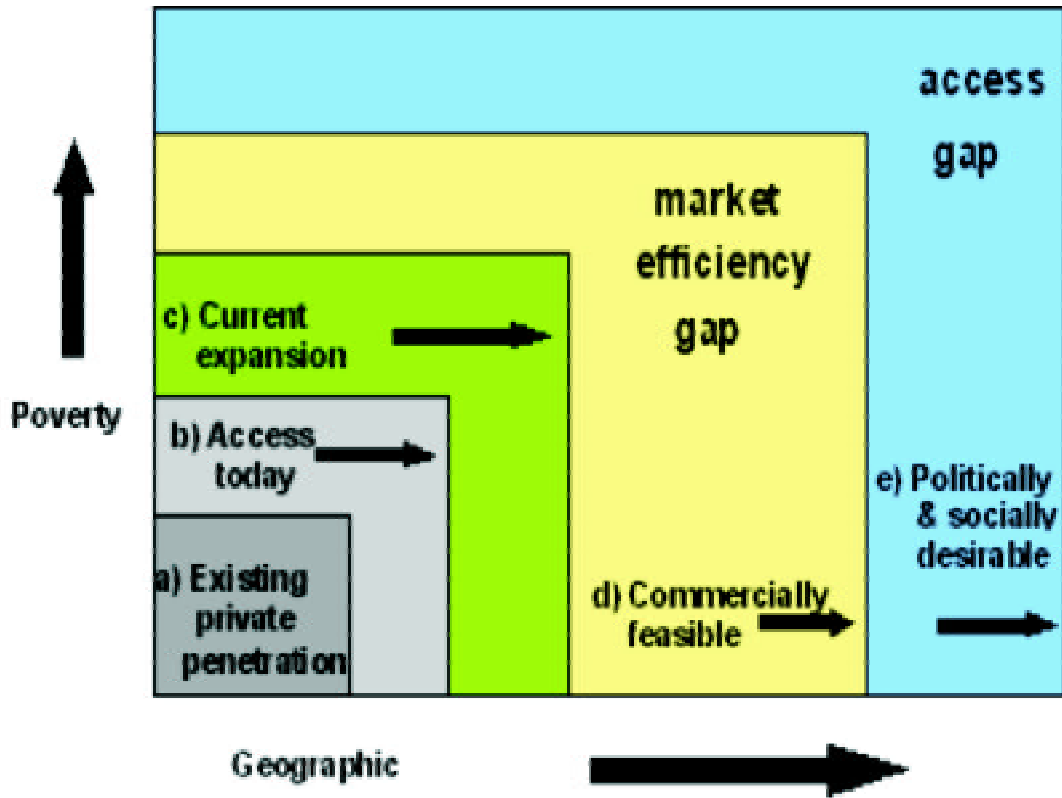 access
gap
market
efficiency
gap
c) Current
expansion
Poverty
b) Access
today
e) Politically
& socially
desirable
a) Existing
private
penetration
d) Commercially
feasible
Geographic